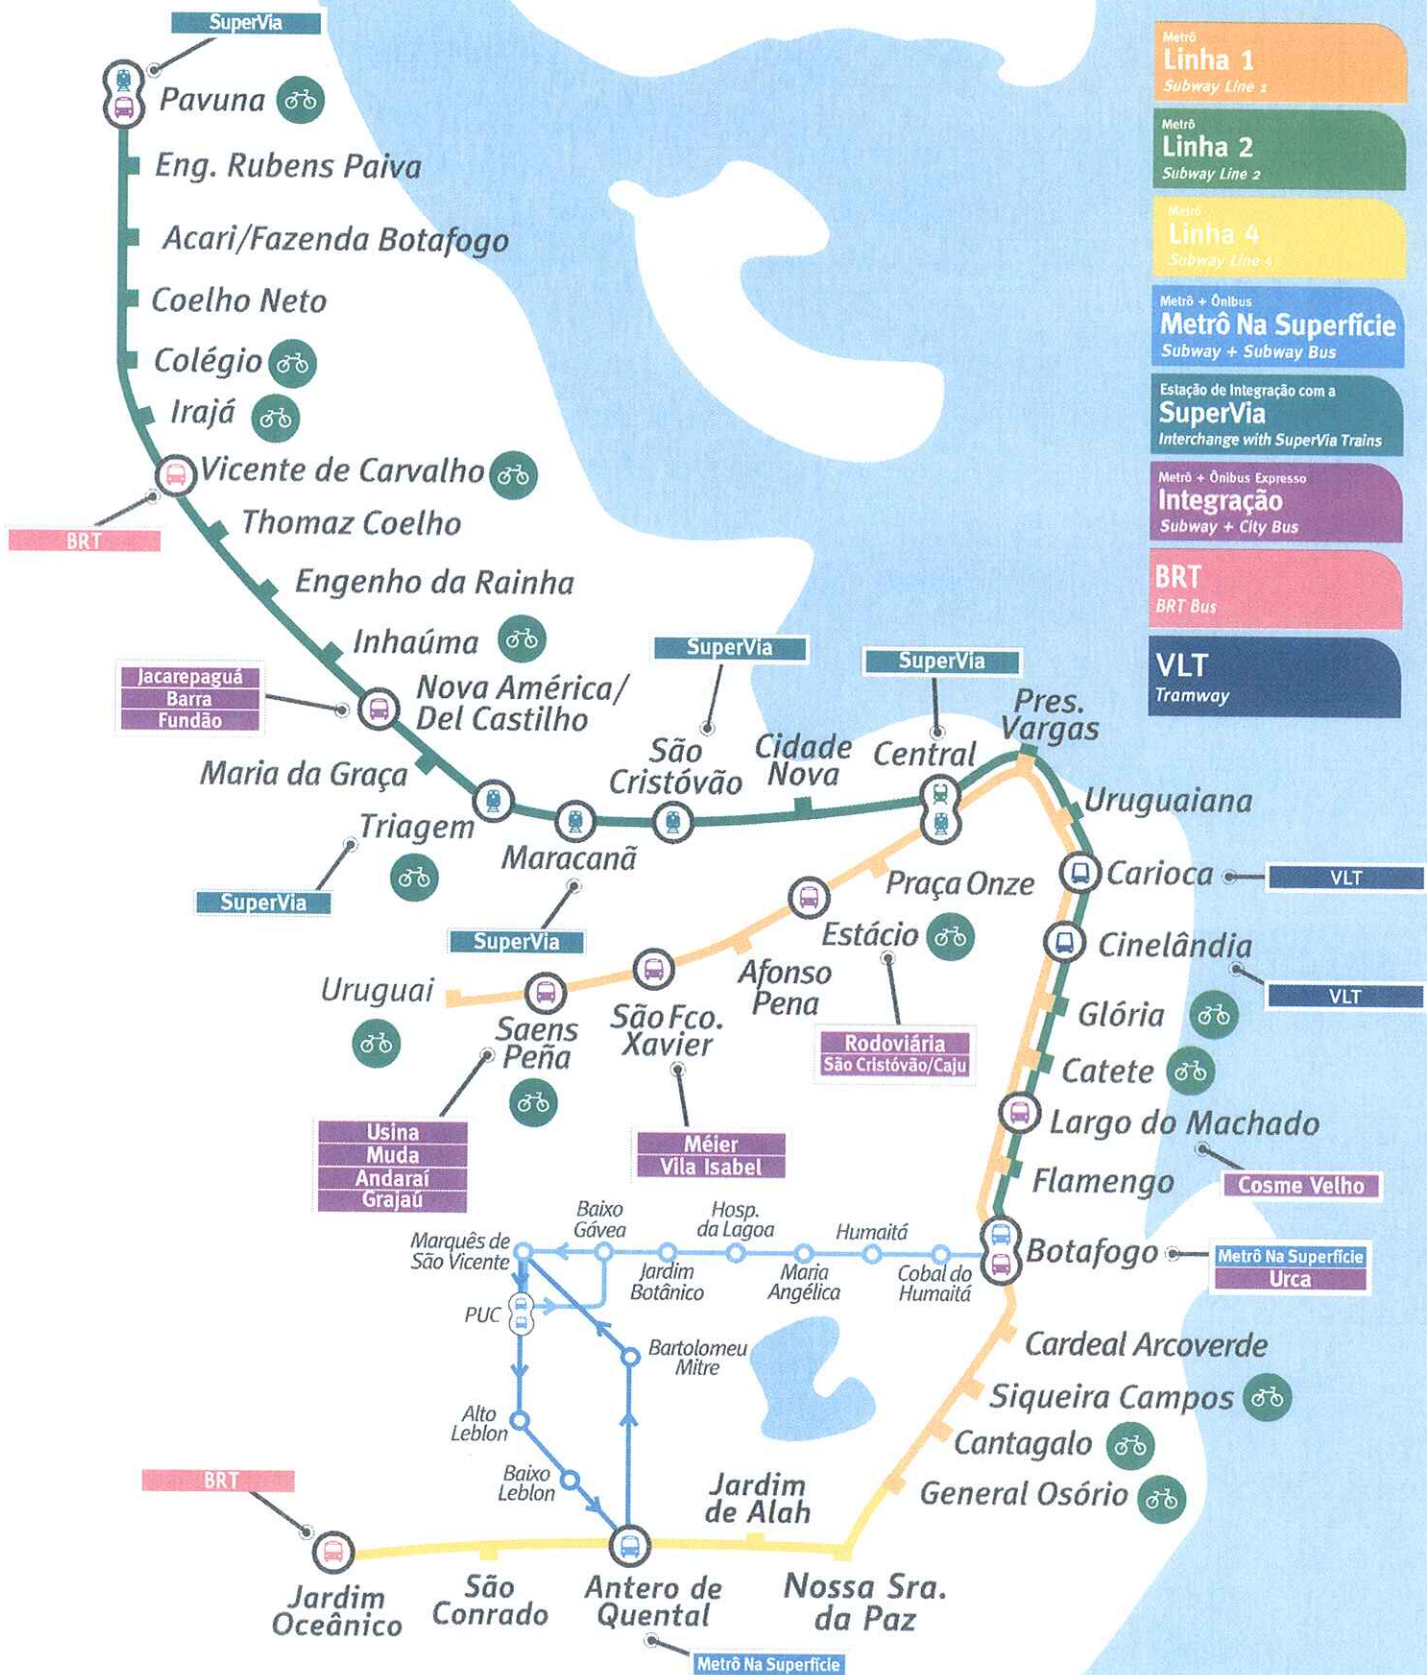 SuperVia
Pavuna
Eng. Rubens Paiva
Acari/Fazenda Botafogo
Coelho Neto
Colégio
Irajá
Vicente de Carvalho
BRT
Thomaz Coelho
Engenho da Rainha
Inhaúma
Jacarepaguá
Barra
Fundão
Nova América/
Del Castilho
Maria da Graça
Triagem
SuperVia
Maracanã
SuperVia
SuperVia
São
Cristóvão
Cidade
Nova
SuperVia
Central
Pres.
Vargas
Uruguaiana
Carioca
VLT
Cinelândia
VLT
Glória
Catete
Largo do Machado
Cosme Velho
Flamengo
Botafogo
Metrô Na Superfície
Urca
Praça Onze
Estácio
Rodoviária
São Cristóvão/Caju
Afonso
Pena
São Fco.
Xavier
Méier
Vila Isabel
Saens
Peña
Usina
Muda
Andaraí
Grajaú
Uruguai
Marquês de
São Vicente
Baixo
Gávea
Jardim
Botânico
Hosp.
da Lagoa
Maria
Angélica
Humaitá
Cobal do
Humaitá
PUC
Bartolomeu
Mitre
Alto
Leblon
Baixo
Leblon
Cardeal Arcoverde
Siqueira Campos
Cantagalo
General Osório
BRT
Jardim
Oceânico
São
Conrado
Antero de
Quental
Metrô Na Superfície
Jardim
de Alah
Nossa Sra.
da Paz
Metrô
Linha 1
Subway Line 1
Metrô
Linha 2
Subway Line 2
Metrô
Linha 4
Subway Line 4
Metrô + Ônibus
Metrô Na Superfície
Subway + Subway Bus
Estação de Integração com a
SuperVia
Interchange with SuperVia Trains
Metrô + Ônibus Expresso
Integração
Subway + City Bus
BRT
BRT Bus
VLT
Tramway